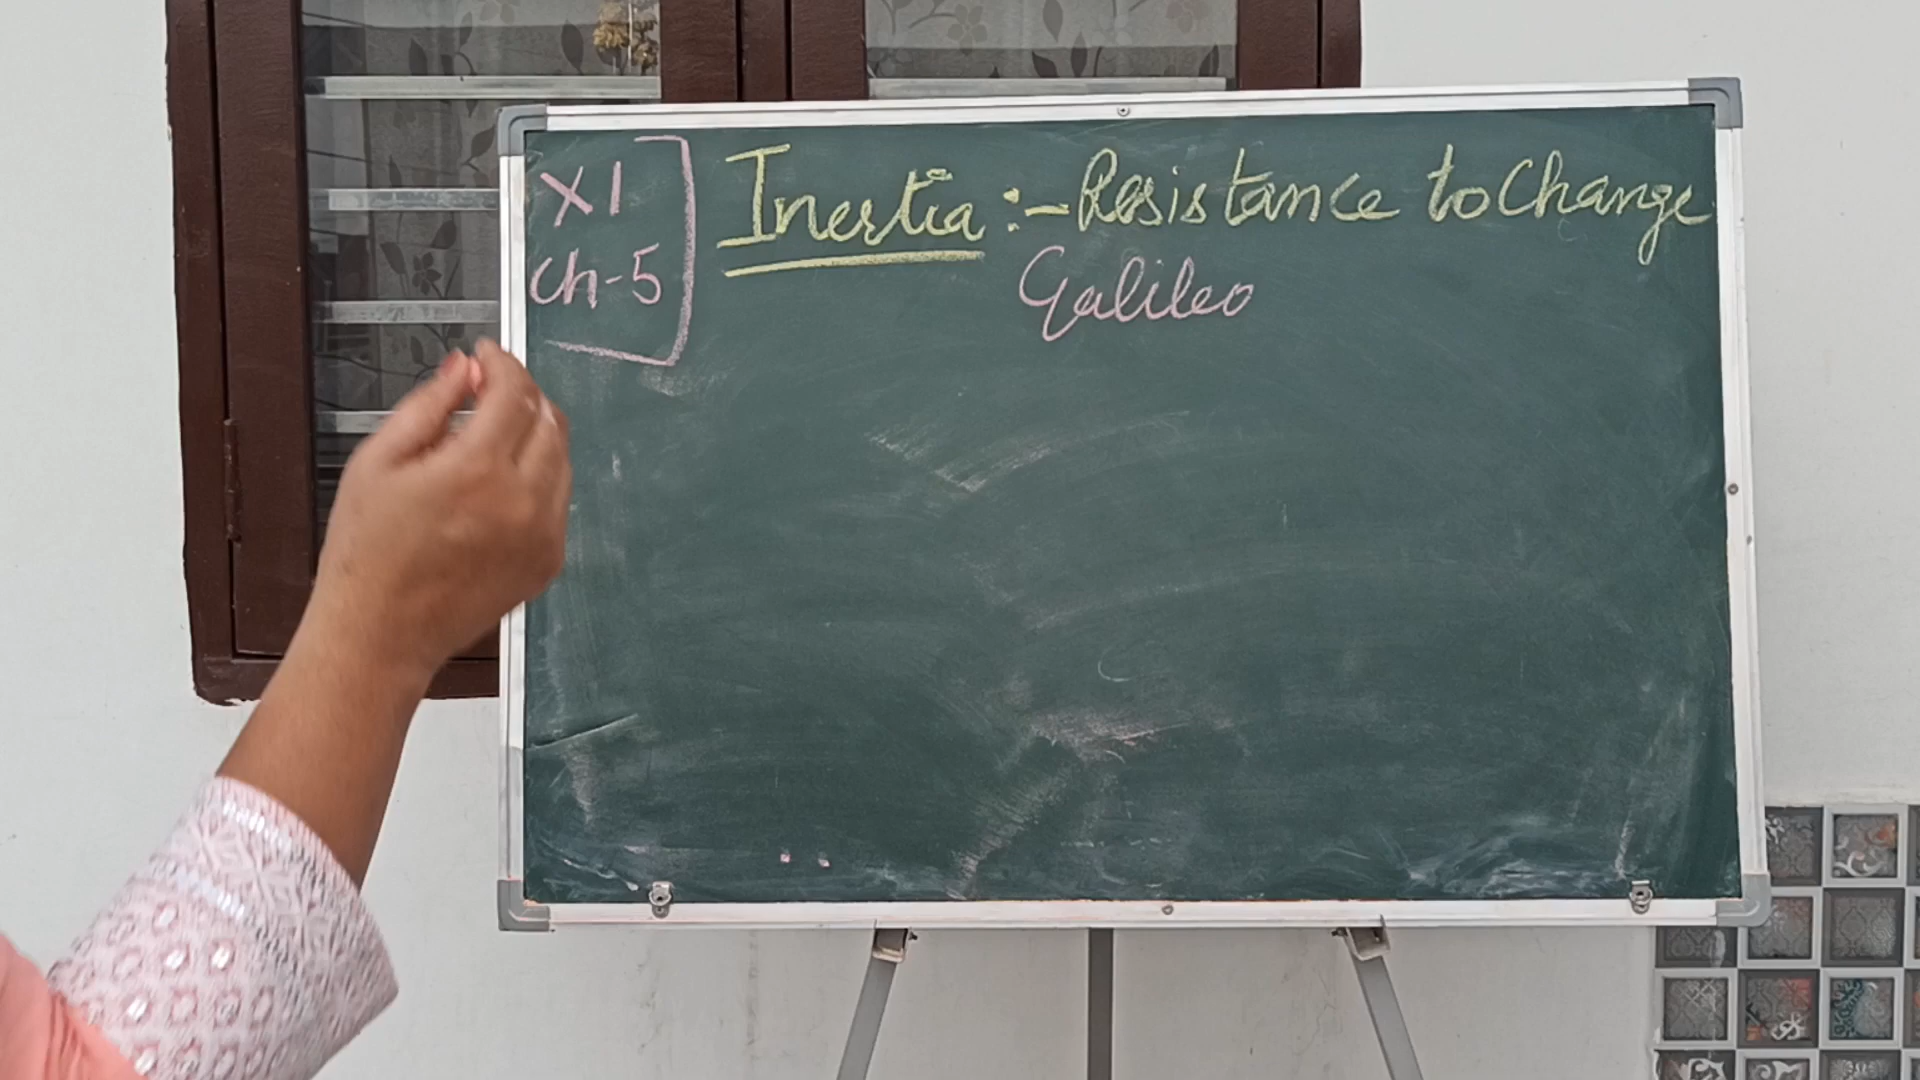 XI
Ch-5
Inertia :- Resistance to Change
Galileo